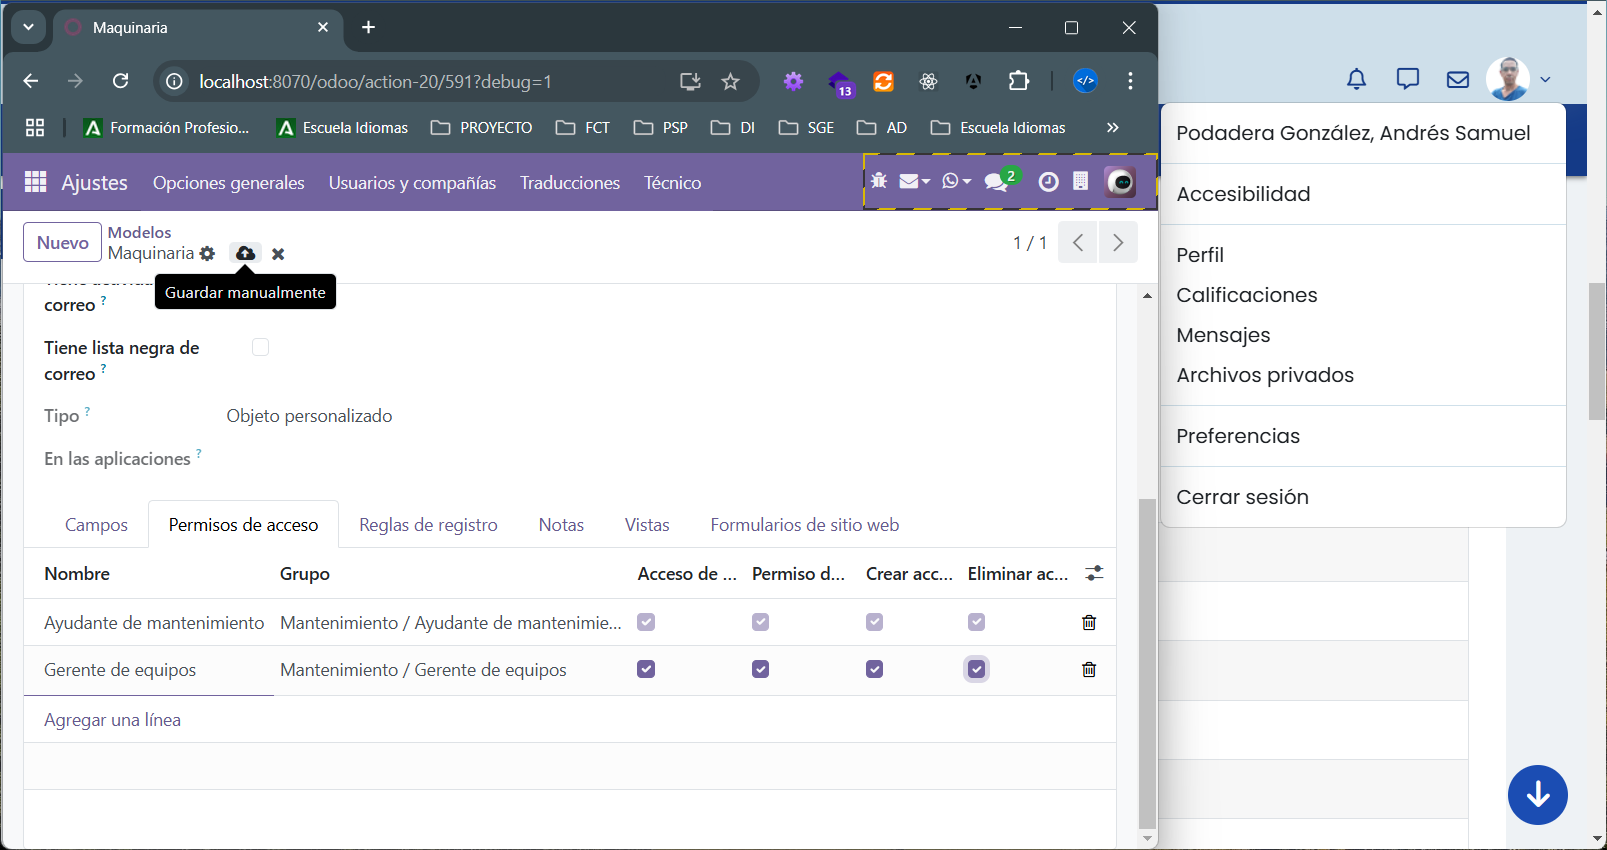 Maquinaria
localhost:8070/odoo/action-20/591?debug=1
13
Formación Profesio...
Escuela Idiomas
PROYECTO
FCT
PSP
DI
SGE
AD
Escuela Idiomas
Ajustes
Opciones generales
Usuarios y compañías
Traducciones
Técnico
2
Nuevo
Modelos
Maquinaria
1 / 1
Guardar manualmente
correo ?
Tiene lista negra de
correo ?
Tipo ?
Objeto personalizado
En las aplicaciones ?
Campos
Permisos de acceso
Reglas de registro
Notas
Vistas
Formularios de sitio web
Nombre
Grupo
Acceso de ...
Permiso d...
Crear acc...
Eliminar ac...
Ayudante de mantenimiento
Mantenimiento / Ayudante de mantenimie...
Gerente de equipos
Mantenimiento / Gerente de equipos
Agregar una línea
Podadera González, Andrés Samuel
Accesibilidad
Perfil
Calificaciones
Mensajes
Archivos privados
Preferencias
Cerrar sesión